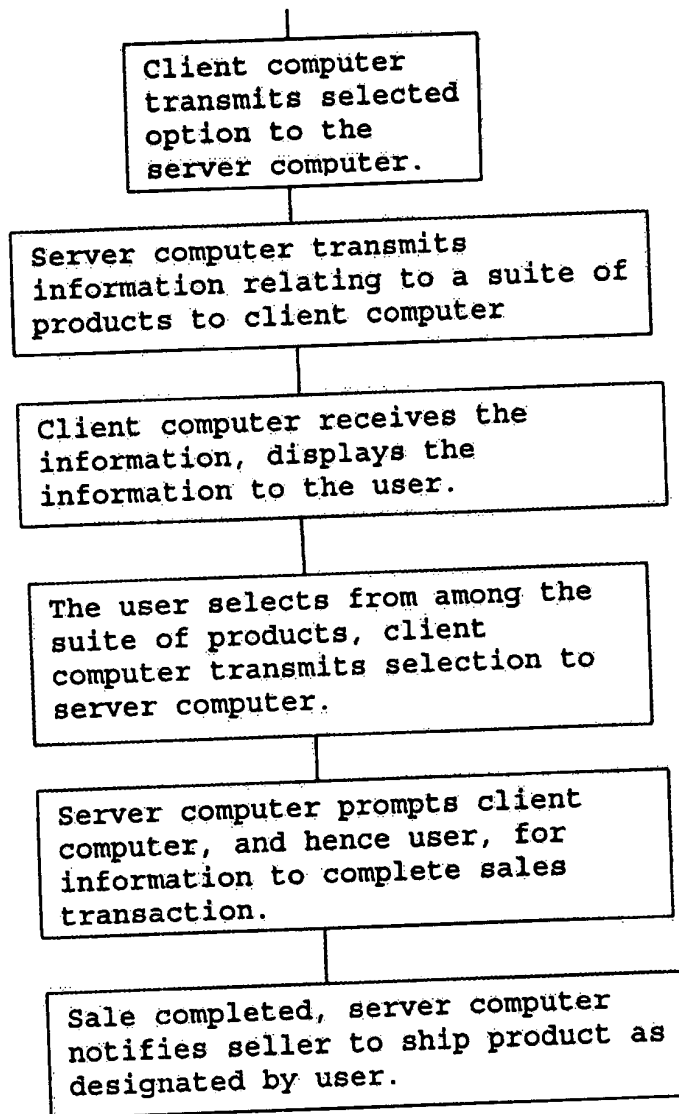 Client computer
transmits selected
option to the
server computer.
Server computer transmits
information relating to a suite of
products to client computer
Client computer receives the
information, displays the
information to the user.
The user selects from among the
suite of products, client
computer transmits selection to
server computer.
Server computer prompts client
computer, and hence user, for
information to complete sales
transaction.
Sale completed, server computer
notifies seller to ship product as
designated by user.